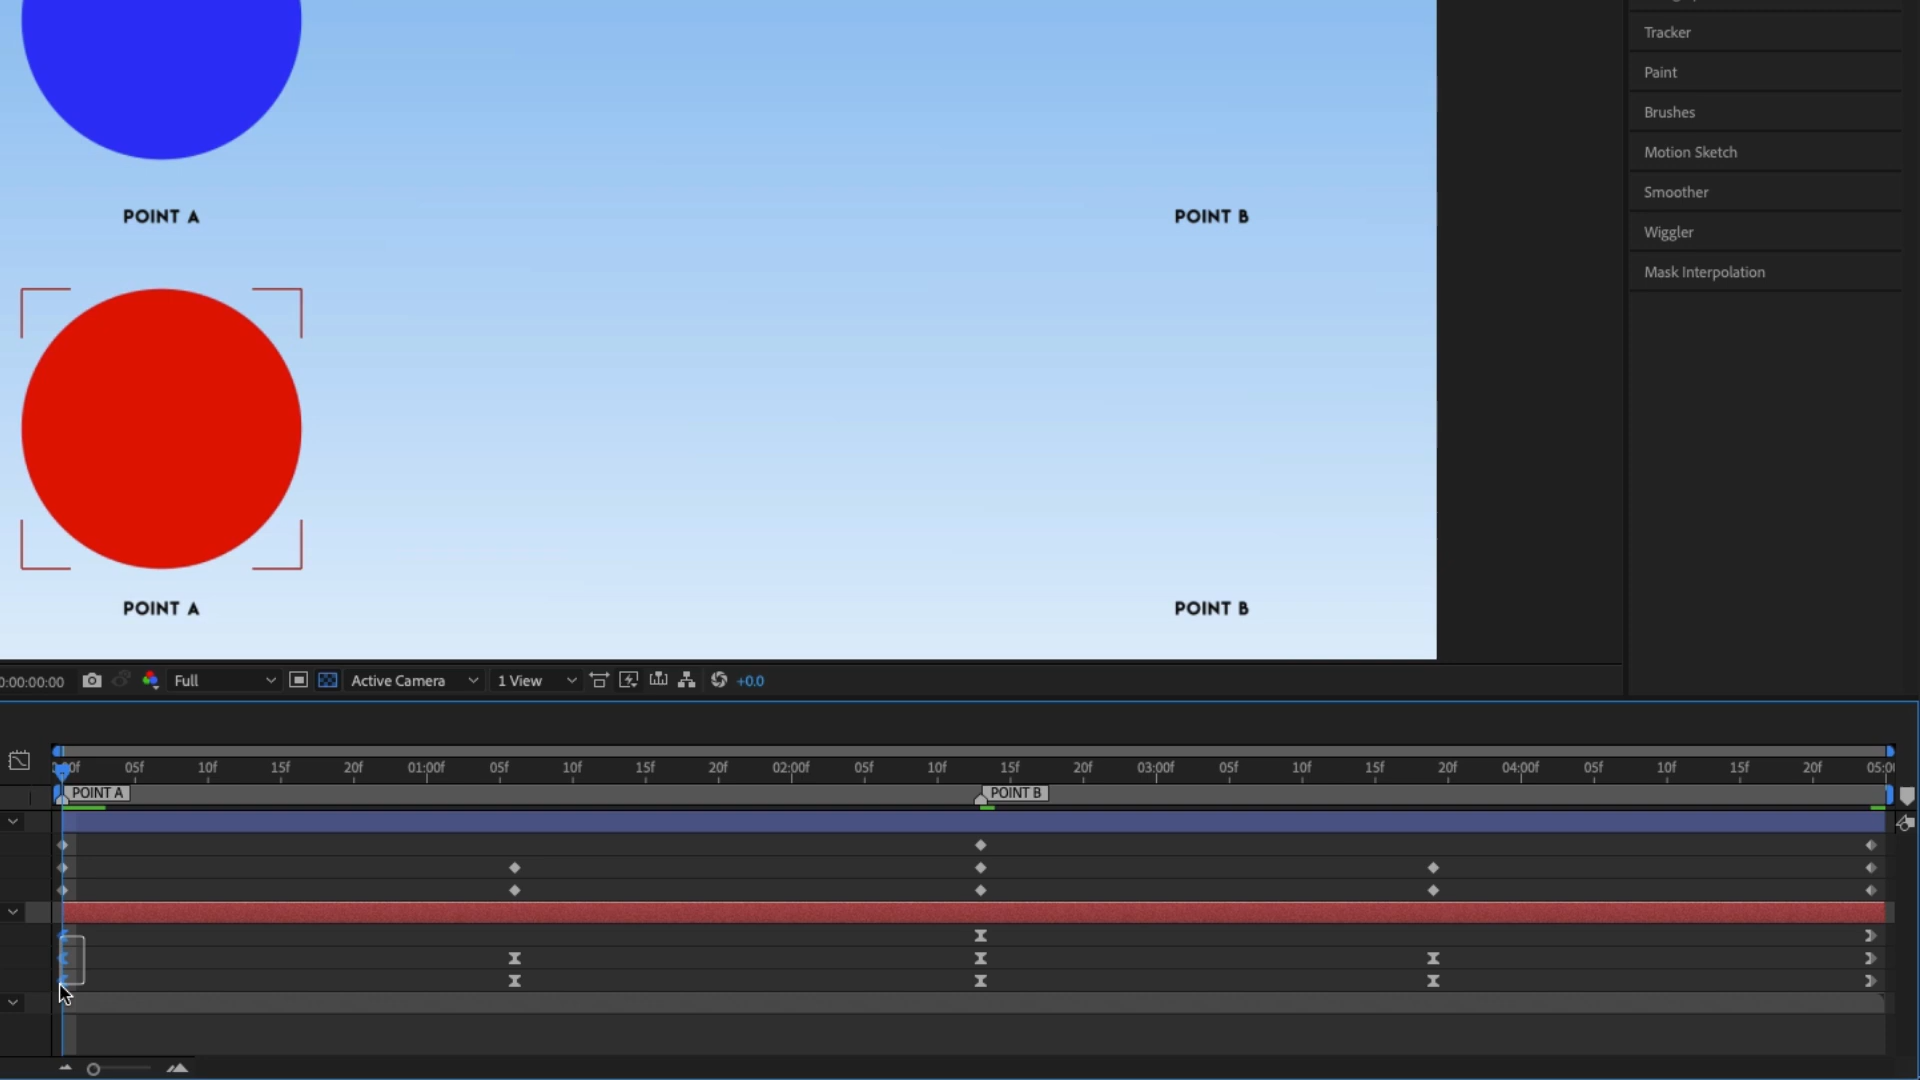 Tracker
Paint
Brushes
Motion Sketch
Smoother
Wiggler
Mask Interpolation
POINT A
POINT B
POINT A
POINT B
0:00:00:00
Full
Active Camera
1 View
+0.0
05f 10f 15f 20f 01:00f 05f 10f 15f 20f 02:00f 05f 10f 15f 20f 03:00f 05f 10f 15f 20f 04:00f 05f 10f 15f 20f 05:00
POINT A
POINT B